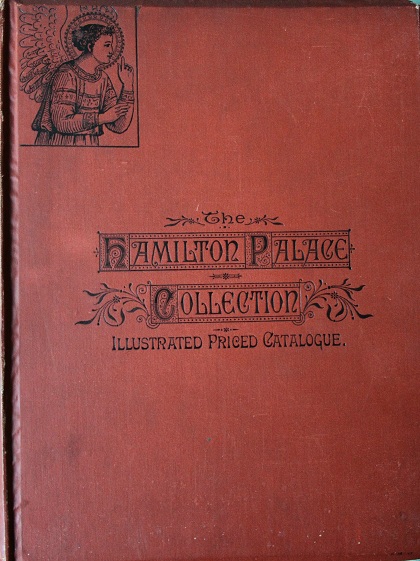 The
Hamilton Palace
Collection
Illustrated Priced Catalogue.